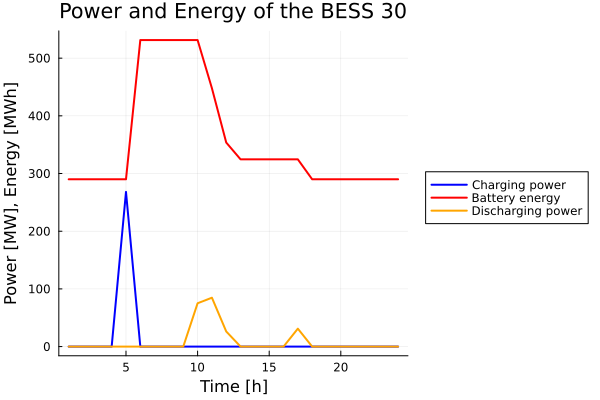 Power and Energy of the BESS 30
Power [MW], Energy [MWh]
500
400
300
200
100
0
5
10
15
20
Time [h]
Charging power
Battery energy
Discharging power